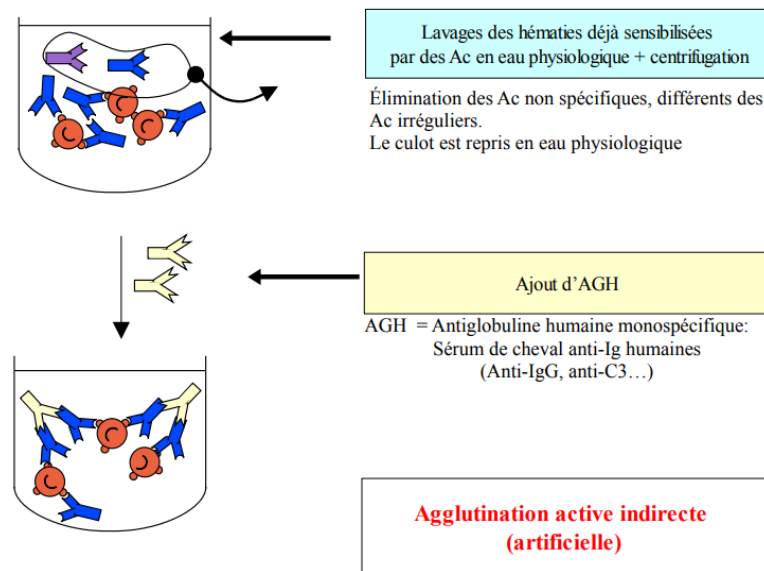 Lavages des hématies déjà sensibilisées
par des Ac en eau physiologique + centrifugation
Élimination des Ac non spécifiques, différents des
Ac irréguliers.
Le culot est repris en eau physiologique
Ajout d’AGH
AGH = Antiglobuline humaine monospécifique:
Sérum de cheval anti-Ig humaines
(Anti-IgG, anti-C3…)
Agglutination active indirecte
(artificielle)